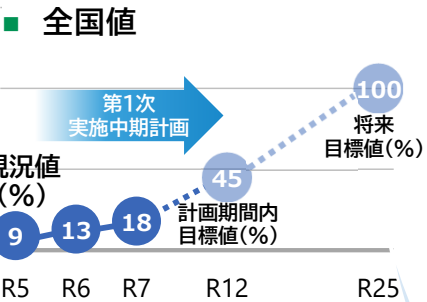 ■ 全国値
第1次
実施中期計画
100
将来
目標値(%)
現況値
(%)
45
計画期間内
目標値(%)
9
13
18
R5 R6 R7 R12 R25